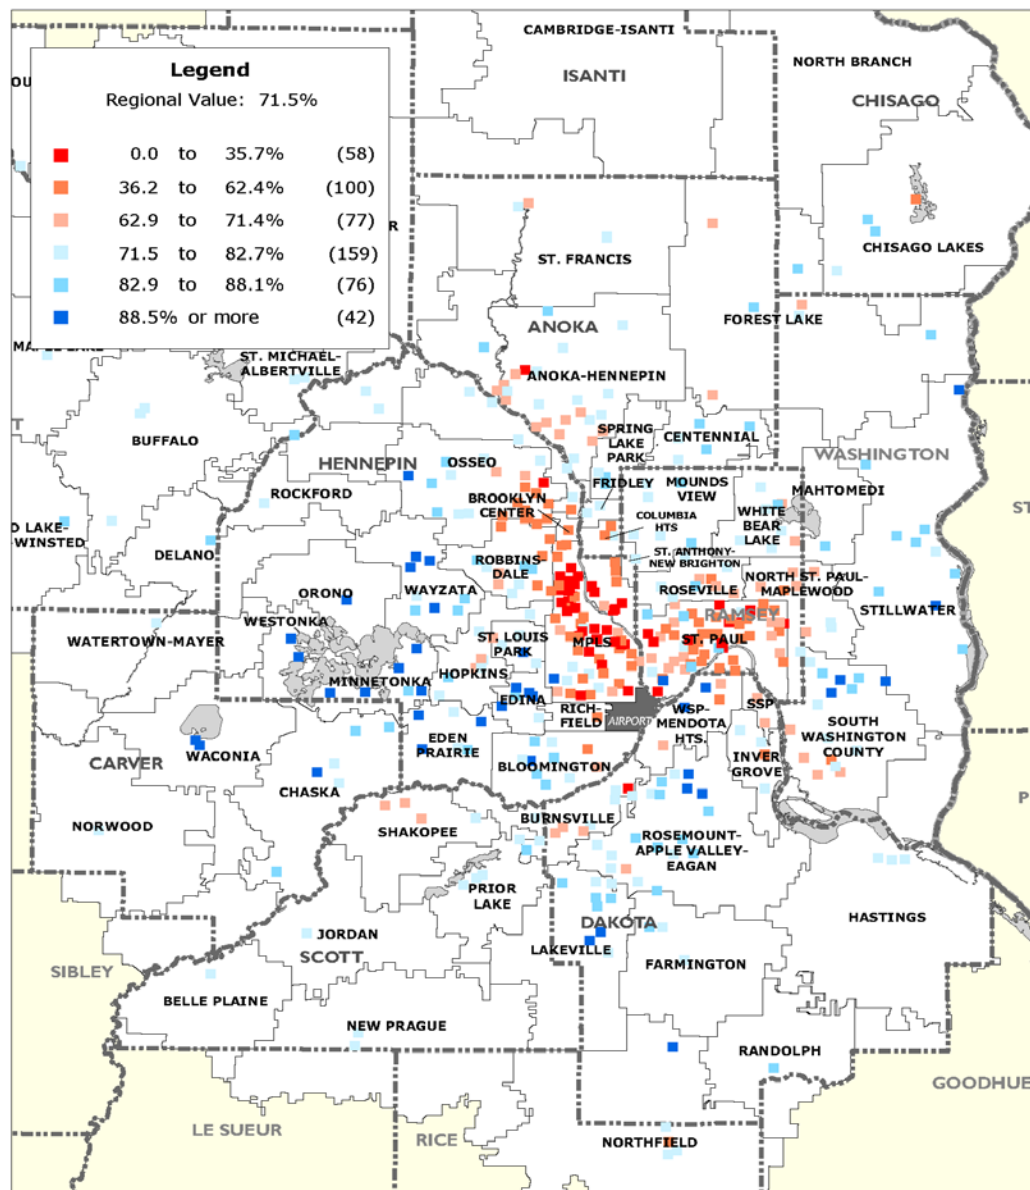 CAMBRIDGE-ISANTI
ISANTI
NORTH BRANCH
CHISAGO
Legend
Regional Value: 71.5%
0.0 to 35.7% (58)
36.2 to 62.4% (100)
62.9 to 71.4% (77)
71.5 to 82.7% (159)
82.9 to 88.1% (76)
88.5% or more (42)
CHISAGO LAKES
ST. FRANCIS
ANOKA
FOREST LAKE
ST. MICHAEL-
ALBERTVILLE
ANOKA-HENNEPIN
BUFFALO
SPRING
LAKE
PARK
CENTENNIAL
WASHINGTON
HENNEPIN
OSSEO
ROCKFORD
BROOKLYN
CENTER
FRIDLEY
MOUNDS
VIEW
MAHTOMEDI
COLUMBIA
HTS
WHITE
BEAR
LAKE
D LAKE-
WINSTED
DELANO
ST. ANTHONY-
NEW BRIGHTON
ROBBINS-
DALE
WAYZATA
ROSEVILLE
NORTH ST. PAUL-
MAPLEWOOD
ORONO
RAMSEY
STILLWATER
WESTONKA
WATERTOWN-MAYER
ST. LOUIS
PARK
MPLS
ST. PAUL
MINNETONKA
HOPKINS
EDINA
RICH-
FIELD
AIRPORT
WSP-
MENDOTA
HTS.
SSP
SOUTH
WASHINGTON
COUNTY
WACONIA
CARVER
EDEN
PRAIRIE
BLOOMINGTON
INVER
GROVE
CHASKA
NORWOOD
SHAKOPEE
BURNSVILLE
ROSEMOUNT-
APPLE VALLEY-
EAGAN
PRIOR
LAKE
DAKOTA
HASTINGS
JORDAN
SCOTT
LAKEVILLE
FARMINGTON
SIBLEY
BELLE PLAINE
NEW PRAGUE
RANDOLPH
GOODHUE
LE SUEUR
RICE
NORTHFIELD